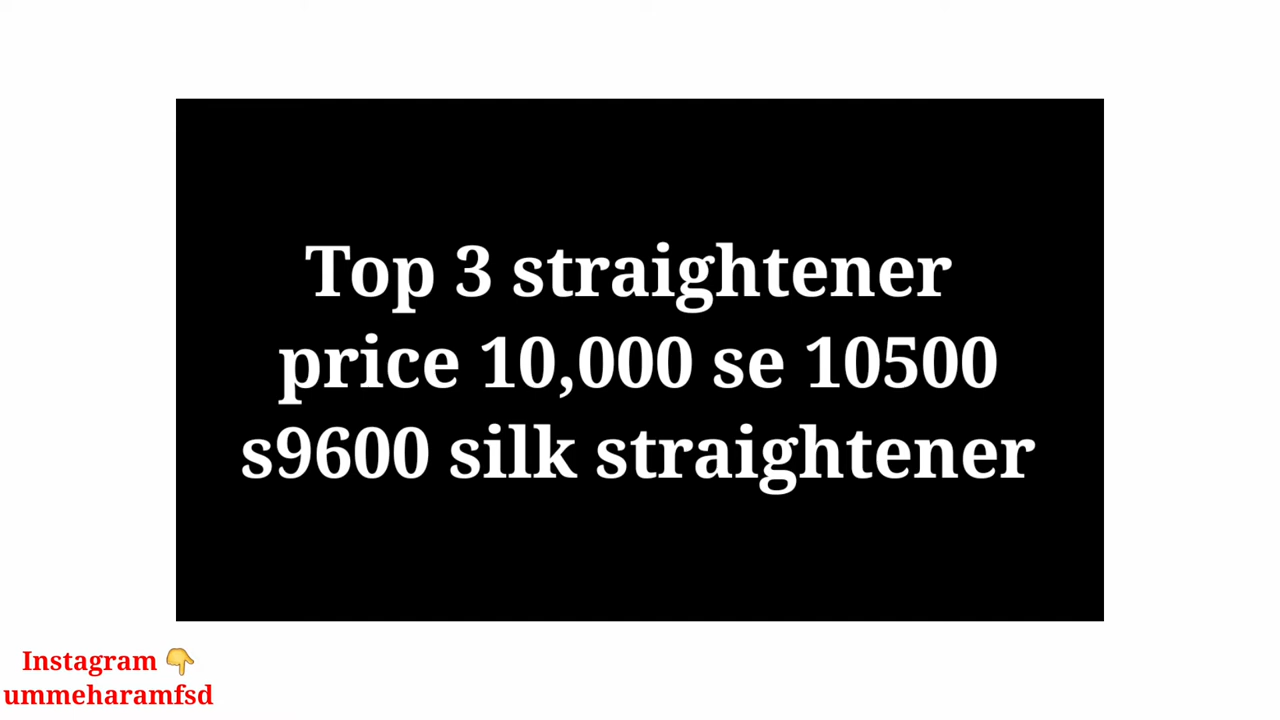 Top 3 straightener
price 10,000 se 10500
s9600 silk straightener
Instagram 👇
ummeharamfsd